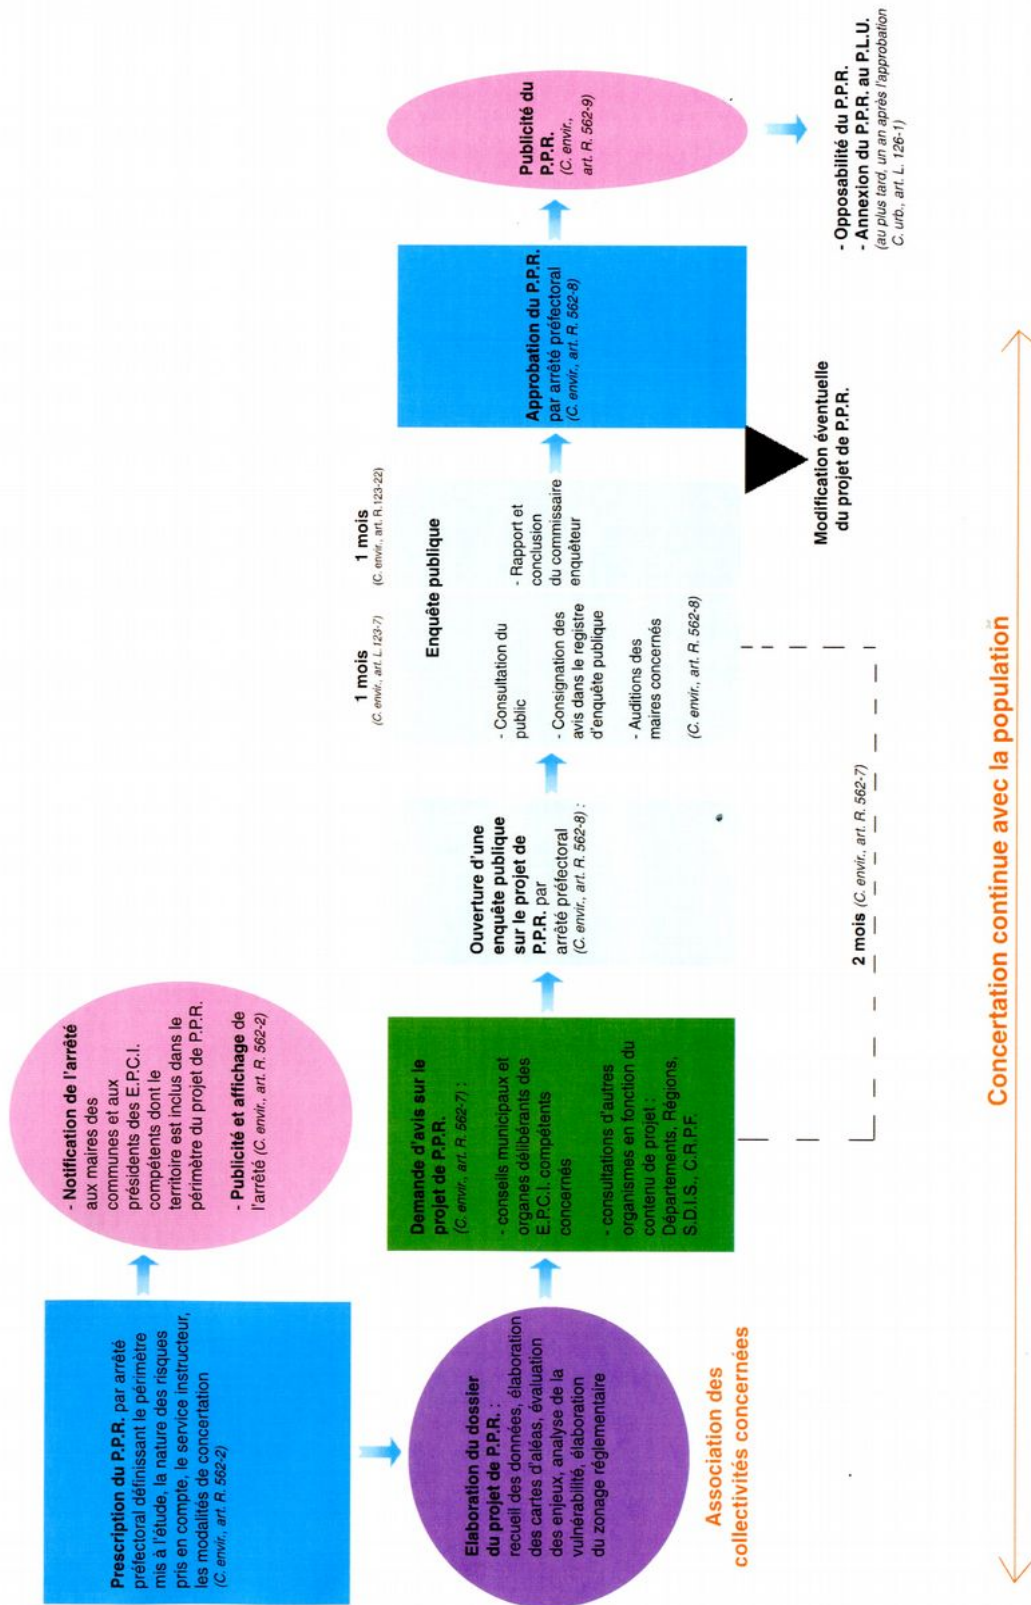 Prescription du P.P.R. par arrêté
préfectoral définissant le périmètre
mis à l'étude, la nature des risques
pris en compte, le service instructeur,
les modalités de concertation
(C. envir., art. R. 562-2)
- Notification de l'arrêté
aux maires des
communes et aux
présidents des E.P.C.I.
compétents dont le
territoire est inclus dans le
périmètre du projet de P.P.R.
- Publicité et affichage de
l'arrêté (C. envir., art. R. 562-2)
Elaboration du dossier
du projet de P.P.R. :
recueil des données, élaboration
des cartes d'aléas, évaluation
des enjeux, analyse de la
vulnérabilité, élaboration
du zonage réglementaire
Association des
collectivités concernées
Demande d'avis sur le
projet de P.P.R.
(C. envir., art. R. 562-7) :
- conseils municipaux et
organes délibérants des
E.P.C.I. compétents
concernés
- consultations d'autres
organismes en fonction du
contenu de projet :
Départements, Régions,
S.D.I.S., C.R.P.F.
Ouverture d'une
enquête publique
sur le projet de
P.P.R. par
arrêté préfectoral
(C. envir., art. R. 562-8) :
1 mois
(C. envir., art. L.123-7)
1 mois
(C. envir., art. R.123-22)
Enquête publique
- Consultation du
public
- Consignation des
avis dans le registre
d'enquête publique
- Auditions des
maires concernés
(C. envir., art. R. 562-8)
- Rapport et
conclusion
du commissaire
enquêteur
2 mois (C. envir., art. R. 562-7)
Approbation du P.P.R.
par arrêté préfectoral
(C. envir., art. R. 562-8)
Modification éventuelle
du projet de P.P.R.
Publicité du
P.P.R.
(C. envir.,
art. R. 562-9)
- Opposabilité du P.P.R.
- Annexion du P.P.R. au P.L.U.
(au plus tard, un an après l'approbation
C. urb., art. L. 126-1)
Concertation continue avec la population